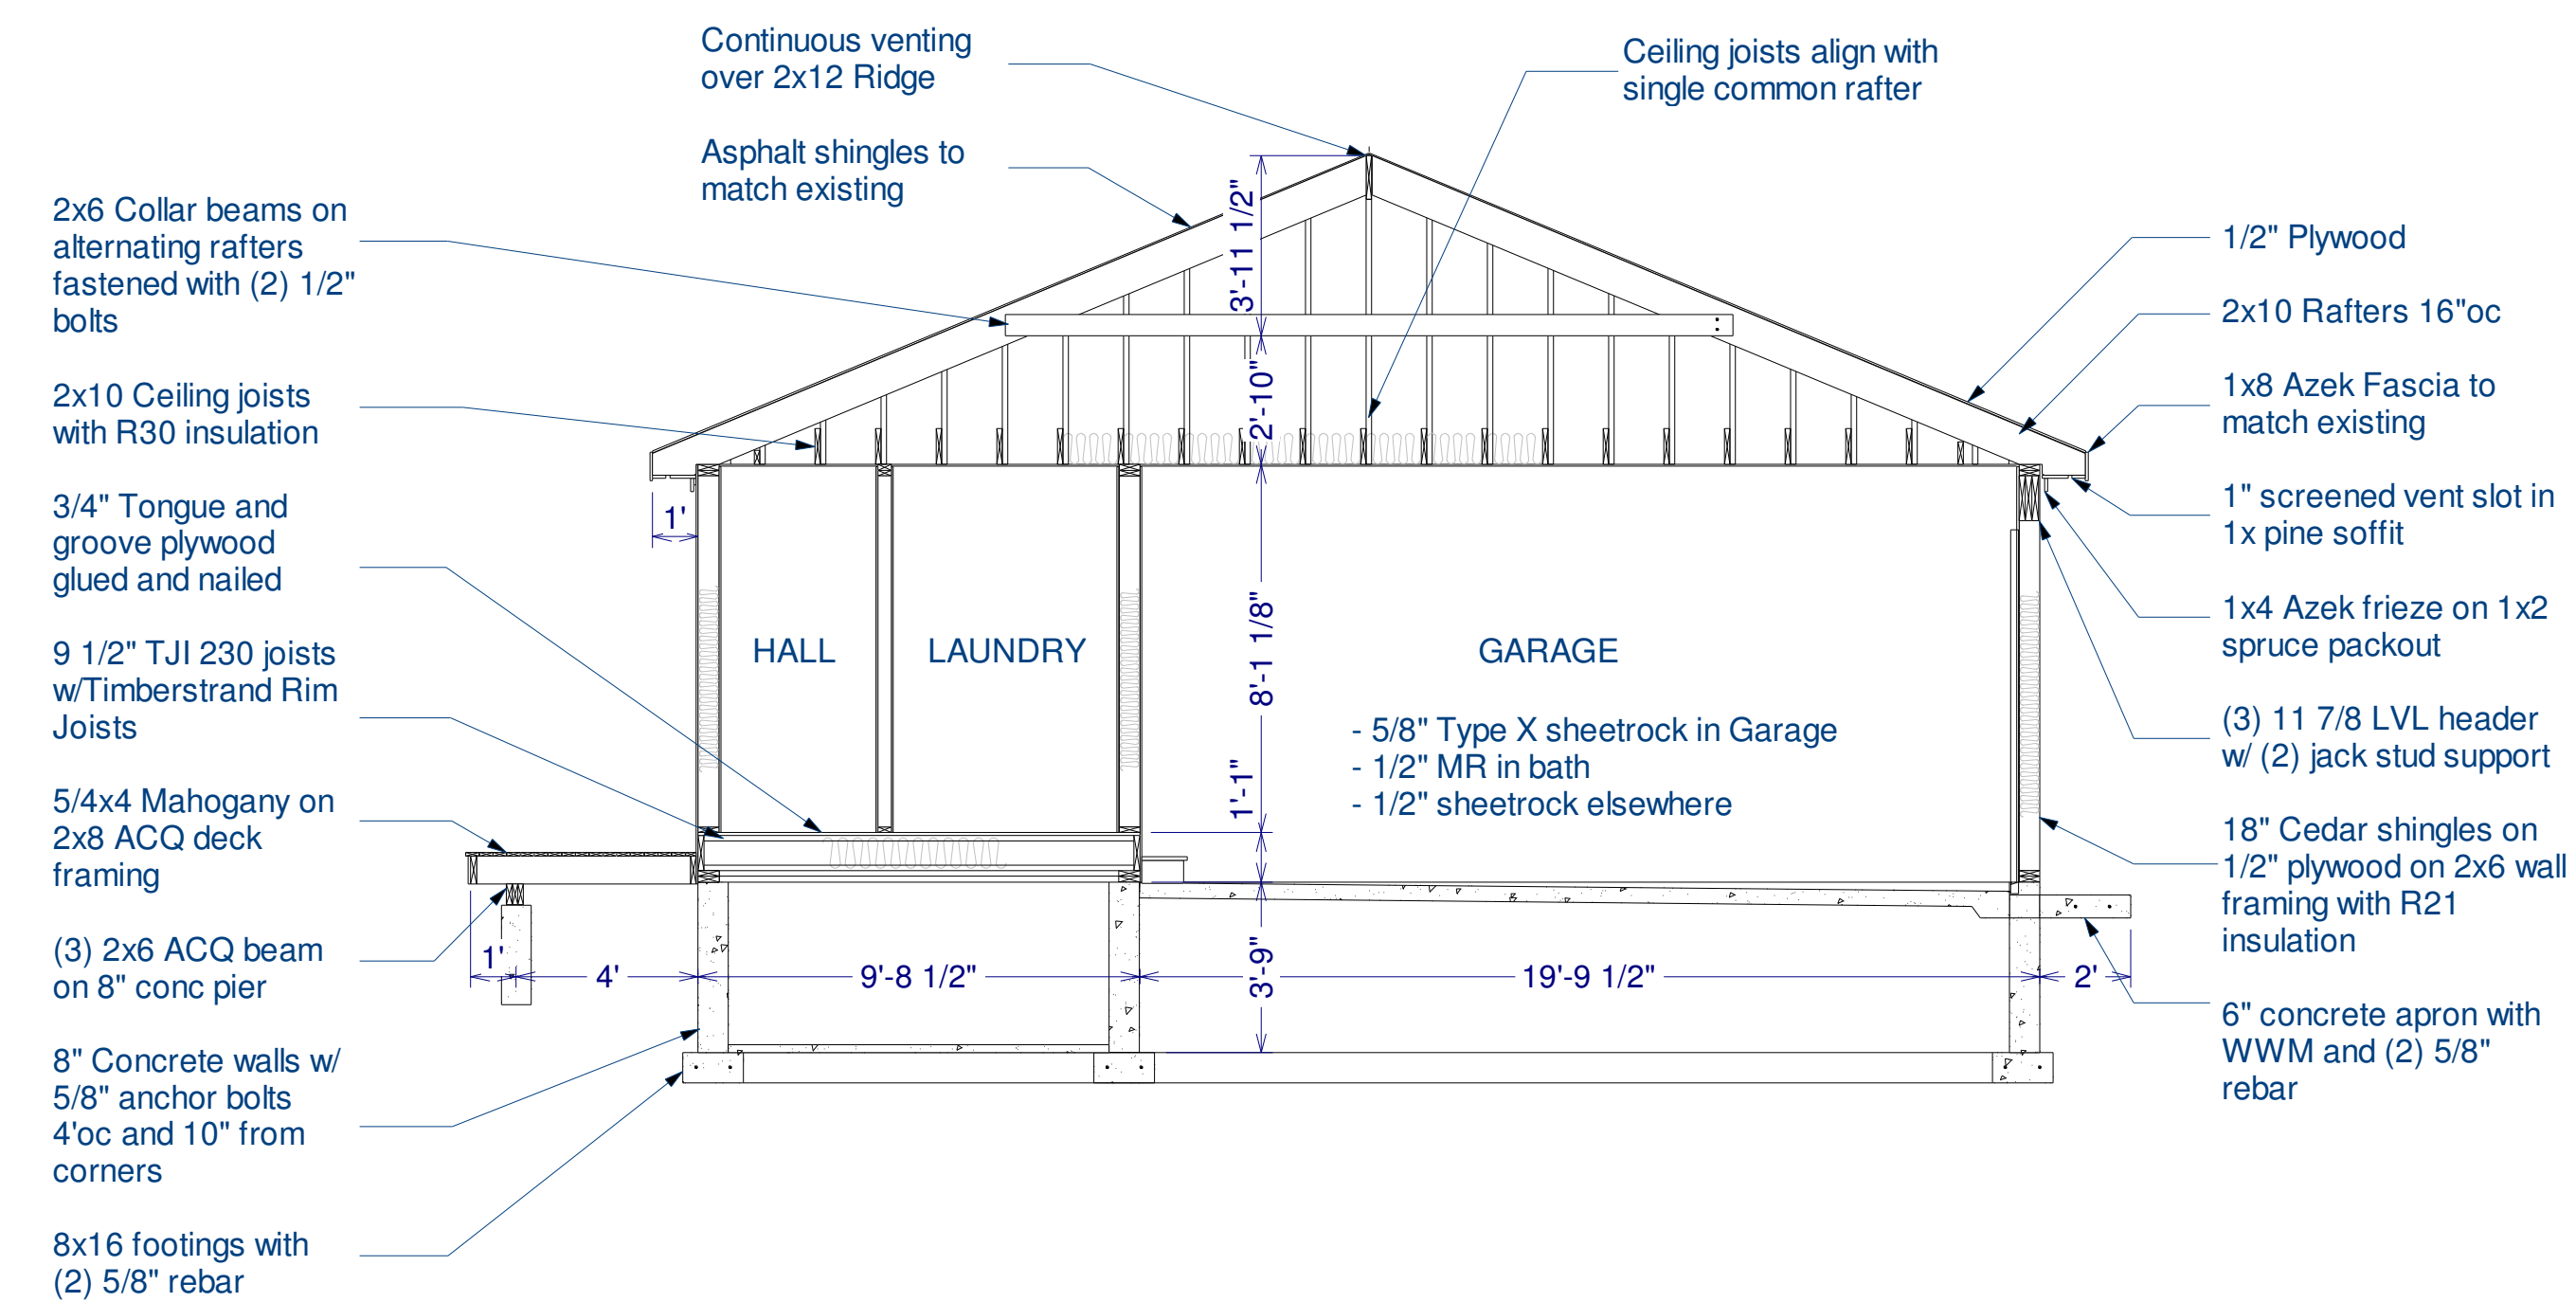 Continuous venting
over 2x12 Ridge
Asphalt shingles to
match existing
Ceiling joists align with
single common rafter
2x6 Collar beams on
alternating rafters
fastened with (2) 1/2"
bolts
2x10 Ceiling joists
with R30 insulation
3/4" Tongue and
groove plywood
glued and nailed
9 1/2" TJI 230 joists
w/Timberstrand Rim
Joists
5/4x4 Mahogany on
2x8 ACQ deck
framing
(3) 2x6 ACQ beam
on 8" conc pier
8" Concrete walls w/
5/8" anchor bolts
4'oc and 10" from
corners
8x16 footings with
(2) 5/8" rebar
3'-11 1/2"
2'-10"
8'-1 1/8"
1'-1"
3'-9"
1'
HALL
LAUNDRY
GARAGE
- 5/8" Type X sheetrock in Garage
- 1/2" MR in bath
- 1/2" sheetrock elsewhere
1'
4'
9'-8 1/2"
19'-9 1/2"
2'
1/2" Plywood
2x10 Rafters 16"oc
1x8 Azek Fascia to
match existing
1" screened vent slot in
1x pine soffit
1x4 Azek frieze on 1x2
spruce packout
(3) 11 7/8 LVL header
w/ (2) jack stud support
18" Cedar shingles on
1/2" plywood on 2x6 wall
framing with R21
insulation
6" concrete apron with
WWM and (2) 5/8"
rebar